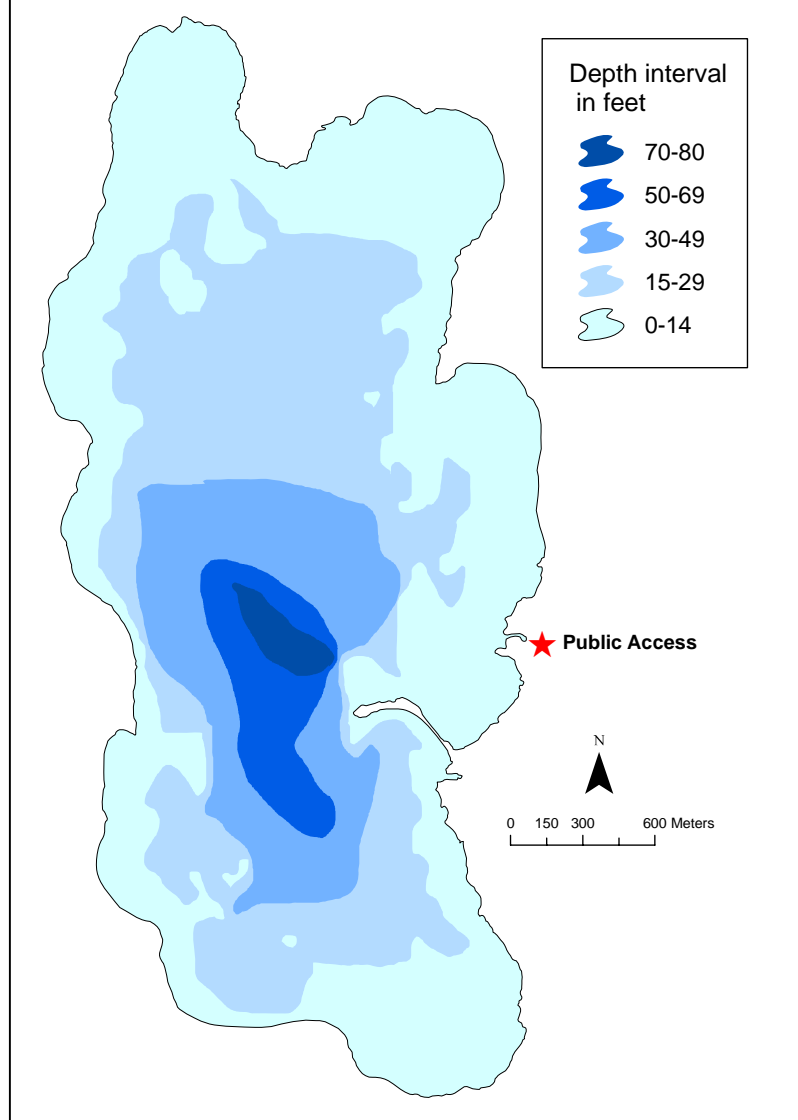 Depth interval
in feet
70-80
50-69
30-49
15-29
0-14
Public Access
N
0 150 300 600 Meters